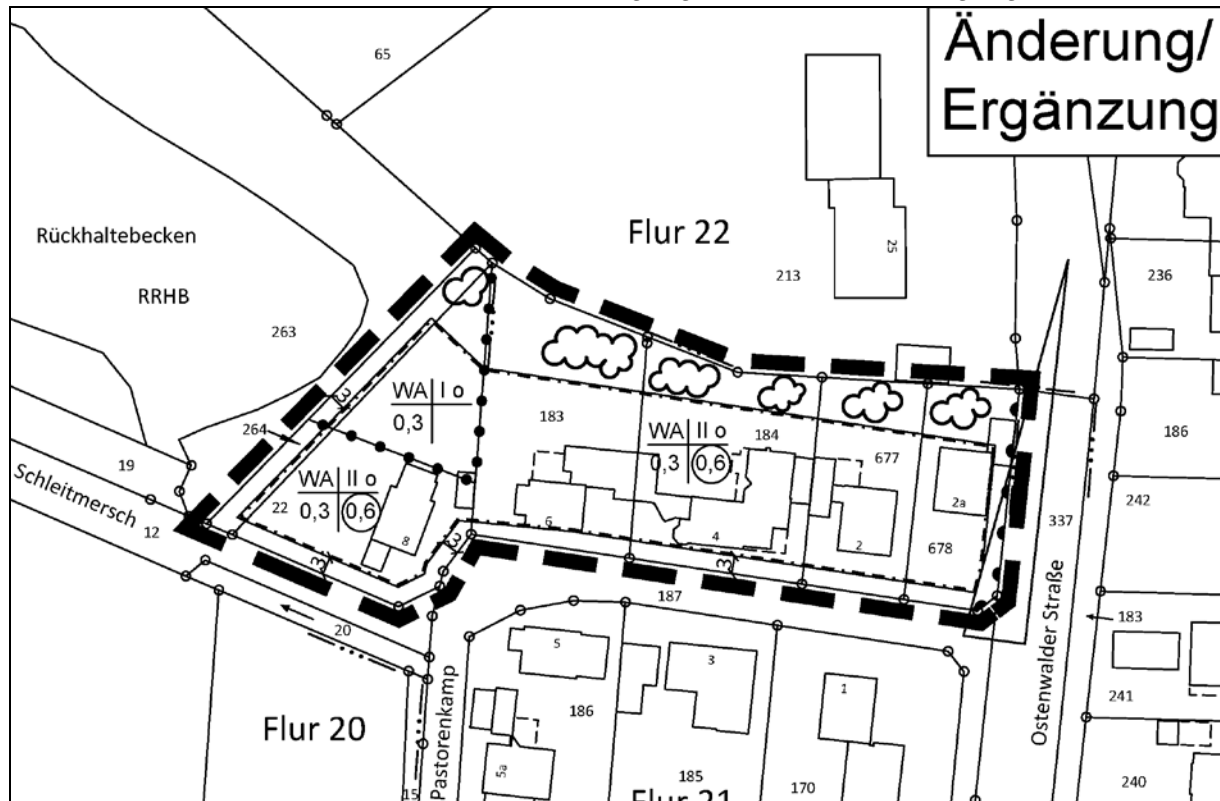 Änderung/
Ergänzung
65
Flur 22
25
213
236
Rückhaltebecken
RRHB
263
3
WA I o
0,3
264
183
WA II o
0,3 0,6
184
677
186
19
Schleitmersch
12
22
WA II o
0,3 0,6
8
6
4
2
2a
678
337
242
3
3
3
187
Ostenwalder Straße
183
20
5
3
1
186
241
Flur 20
Pastorenkamp
5a
185
170
240
15
Flur 21